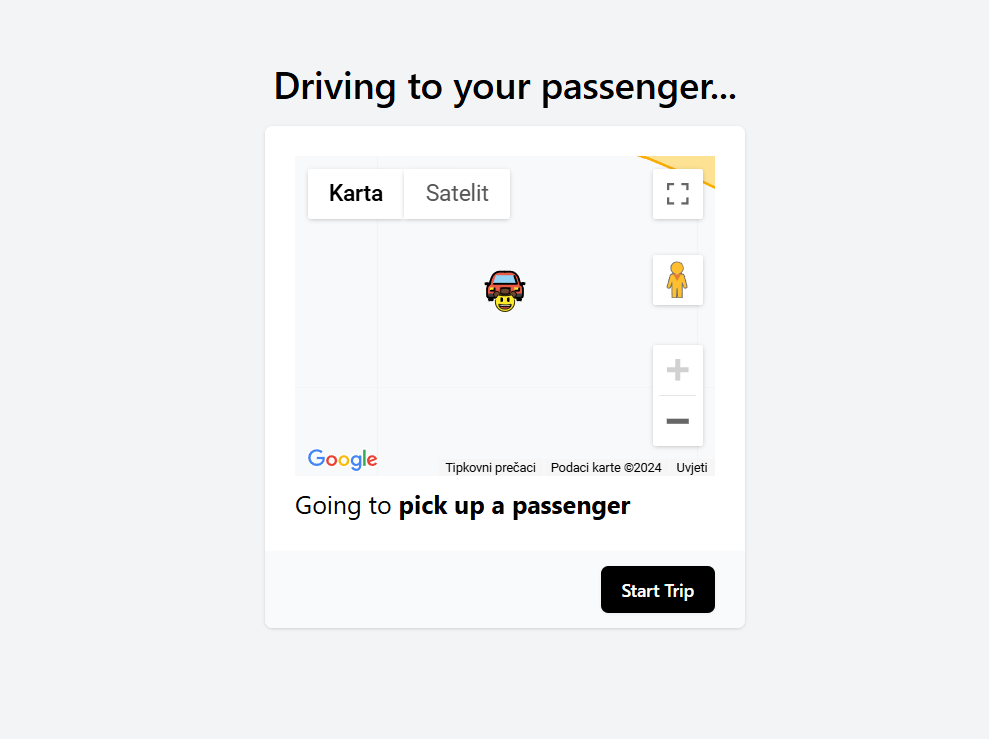 Driving to your passenger...
Karta Satelit
Google
Tipkovni prečaci Podaci karte ©2024 Uvjeti
Going to pick up a passenger
Start Trip